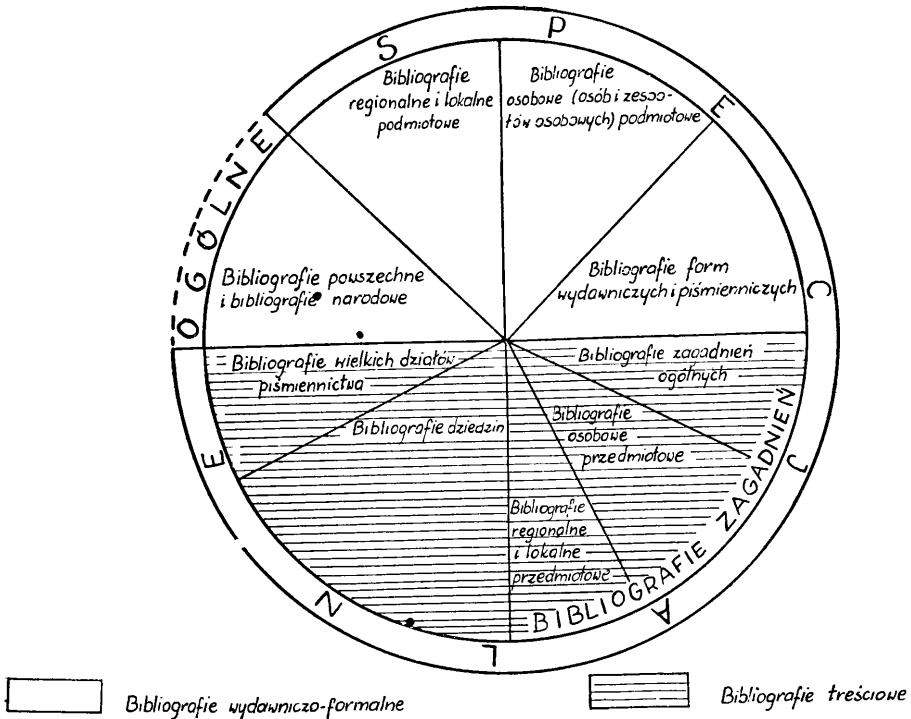 SPECJALNE
OGÓLNE
Bibliografie
regionalne i lokalne
podmiotowe
Bibliografie
osobowe (osób i zespo-
łów osobowych) podmiotowe
Bibliografie powszechne
i bibliografie narodowe
Bibliografie form
wydawniczych i piśmienniczych
Bibliografie wielkich działów
piśmiennictwa
Bibliografie zagadnień
ogólnych
Bibliografie dziedzin
Bibliografie
osobowe
przedmiotowe
Bibliografie
regionalne
i lokalne
przedmiotowe
BIBLIOGRAFIE ZAGADNIEŃ
Bibliografie wydawniczo-formalne
Bibliografie treściowe